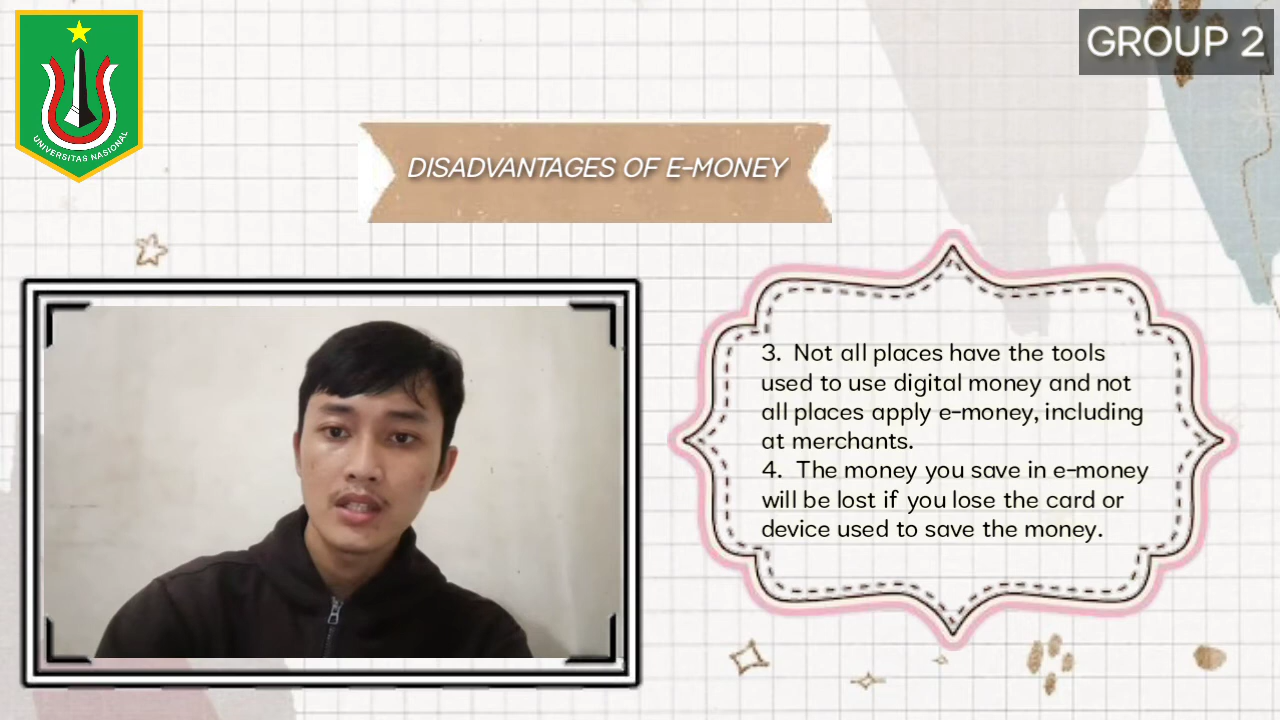 UNIVERSITAS NASIONAL
GROUP 2
DISADVANTAGES OF E-MONEY
3. Not all places have the tools
used to use digital money and not
all places apply e-money, including
at merchants.
4. The money you save in e-money
will be lost if you lose the card or
device used to save the money.